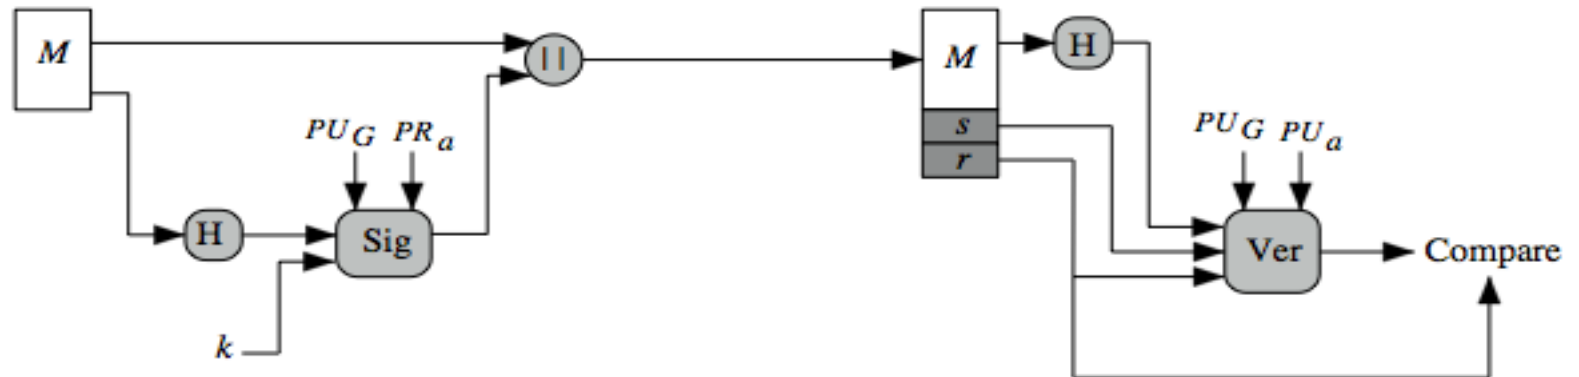 M
| |
PU G PR a
H
Sig
k
M
s
r
H
PU G PU a
Ver
Compare